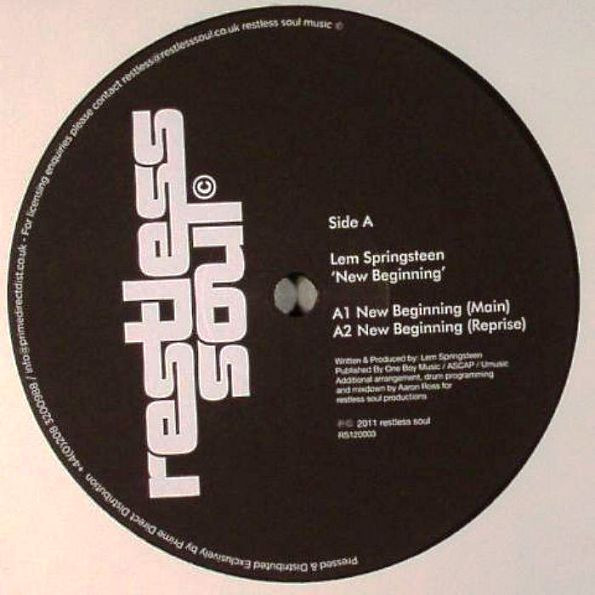 restless
soul©
Side A
Lem Springsteen
'New Beginning'
A1 New Beginning (Main)
A2 New Beginning (Reprise)
Written & Produced by: Lem Springsteen
Published By One Boy Music / ASCAP / Umusic
Additional arrangement, drum programming
and mixdown by Aaron Ross for
restless soul productions
℗© 2011 restless soul
RS120003
Pressed & Distributed Exclusively by Prime Direct Distribution +44(0)208 3200988 / info@primedirectdist.co.uk - For licensing enquiries please contact restless@restlesssoul.co.uk restless soul music ©